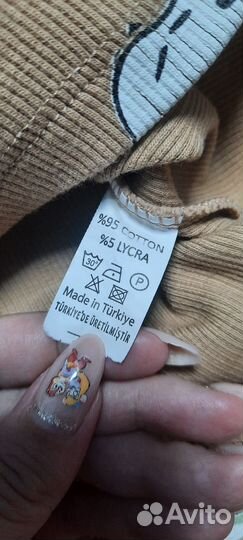 %95 COTTON
%5 LYCRA
30°
P
Made in Türkiye
TÜRKİYE'DE ÜRETİLMİŞTİR
Avito